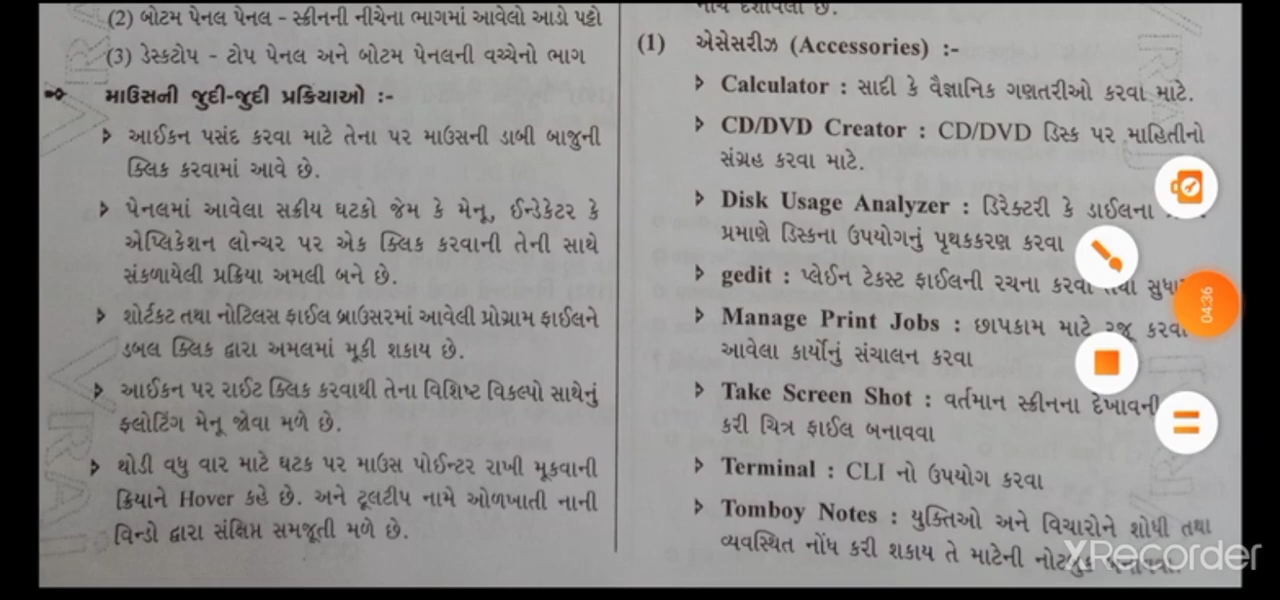 (2) બોટમ પેનલ પેનલ - સ્ક્રીનની નીચેના ભાગમાં આવેલો આડો પટ્ટો
(3) ડેસ્કટોપ - ટોપ પેનલ અને બોટમ પેનલની વચ્ચેનો ભાગ
માઉસની જુદી-જુદી પ્રક્રિયાઓ :-
આઈકન પસંદ કરવા માટે તેના પર માઉસની ડાબી બાજુની
ક્લિક કરવામાં આવે છે.
પેનલમાં આવેલા સક્રીય ઘટકો જેમ કે મેનૂ, ઈન્ડેકેટર કે
એપ્લિકેશન લોન્ચર પર એક ક્લિક કરવાની તેની સાથે
સંકળાયેલી પ્રક્રિયા અમલી બને છે.
શોર્ટકટ તથા નોટિલસ ફાઈલ બ્રાઉસરમાં આવેલી પ્રોગ્રામ ફાઈલને
ડબલ ક્લિક દ્વારા અમલમાં મૂકી શકાય છે.
આઈકન પર રાઈટ ક્લિક કરવાથી તેના વિશિષ્ટ વિકલ્પો સાથેનું
ફ્લોટિંગ મેનૂ જોવા મળે છે.
થોડી વધુ વાર માટે ઘટક પર માઉસ પોઈન્ટર રાખી મૂકવાની
ક્રિયાને Hover કહે છે. અને ટૂલટીપ નામે ઓળખાતી નાની
વિન્ડો દ્વારા સંક્ષિપ્ત સમજૂતી મળે છે.
છે.
(1) એસેસરીઝ (Accessories) :-
Calculator : સાદી કે વૈજ્ઞાનિક ગણતરીઓ કરવા માટે.
CD/DVD Creator : CD/DVD ડિસ્ક પર માહિતીનો
સંગ્રહ કરવા માટે.
Disk Usage Analyzer : ડિરેક્ટરી કે ડાઈલના
પ્રમાણે ડિસ્કના ઉપયોગનું પૃથકકરણ કરવા
gedit : પ્લેઈન ટેકસ્ટ ફાઈલની રચના કરવા
Manage Print Jobs : છાપકામ માટે રજૂ કરવા
આવેલા કાર્યોનું સંચાલન કરવા
Take Screen Shot : વર્તમાન સ્ક્રીનના દેખાવની
કરી ચિત્ર ફાઈલ બનાવવા
Terminal : CLI નો ઉપયોગ કરવા
Tomboy Notes : યુક્તિઓ અને વિચારોને શોધી તથા
વ્યવસ્થિત નોંધ કરી શકાય તે માટેની
04:36
XRecorder